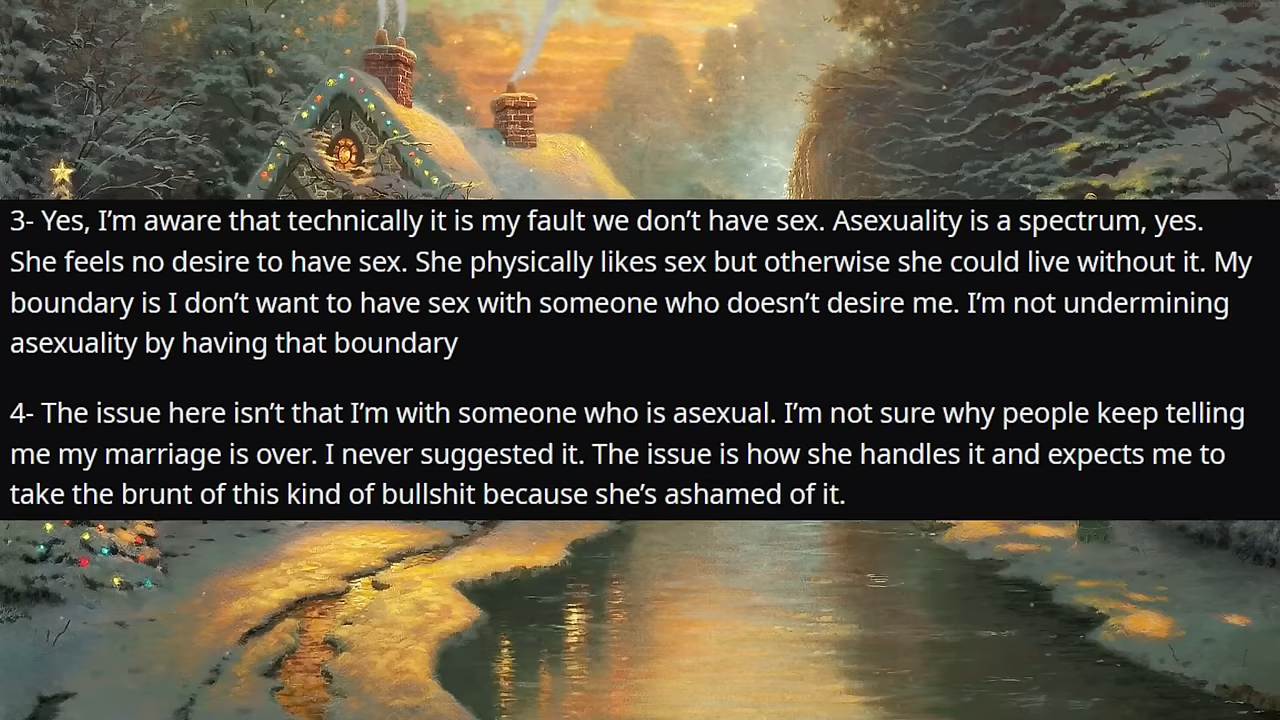 3- Yes, I’m aware that technically it is my fault we don’t have sex. Asexuality is a spectrum, yes.
She feels no desire to have sex. She physically likes sex but otherwise she could live without it. My
boundary is I don’t want to have sex with someone who doesn’t desire me. I’m not undermining
asexuality by having that boundary
4- The issue here isn’t that I’m with someone who is asexual. I’m not sure why people keep telling
me my marriage is over. I never suggested it. The issue is how she handles it and expects me to
take the brunt of this kind of bullshit because she’s ashamed of it.